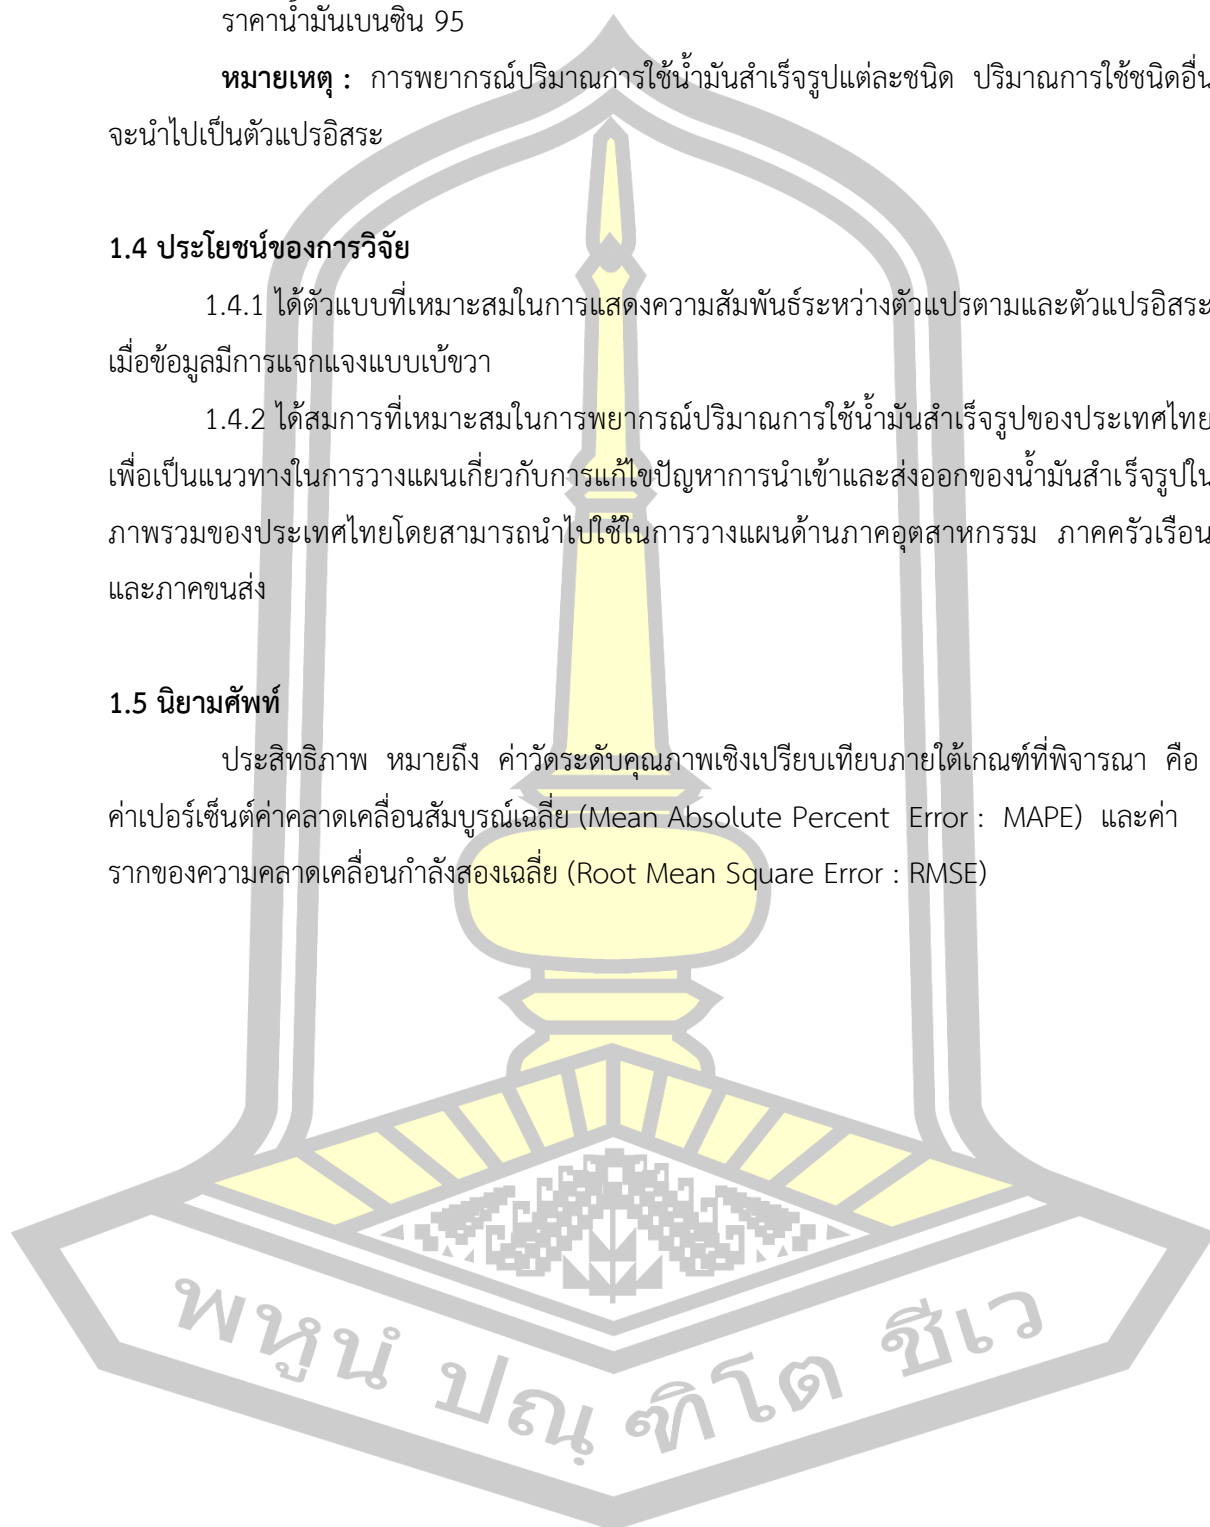 ราคาน้ำมันเบนซิน 95
หมายเหตุ : การพยากรณ์ปริมาณการใช้น้ำมันสำเร็จรูปแต่ละชนิด ปริมาณการใช้ชนิดอื่น
จะนำไปเป็นตัวแปรอิสระ
1.4 ประโยชน์ของการวิจัย
1.4.1 ได้ตัวแบบที่เหมาะสมในการแสดงความสัมพันธ์ระหว่างตัวแปรตามและตัวแปรอิสระ
เมื่อข้อมูลมีการแจกแจงแบบเบ้ขวา
1.4.2 ได้สมการที่เหมาะสมในการพยากรณ์ปริมาณการใช้น้ำมันสำเร็จรูปของประเทศไทย
เพื่อเป็นแนวทางในการวางแผนเกี่ยวกับการแก้ไขปัญหาการนำเข้าและส่งออกของน้ำมันสำเร็จรูปใน
ภาพรวมของประเทศไทยโดยสามารถนำไปใช้ในการวางแผนด้านภาคอุตสาหกรรม ภาคครัวเรือน
และภาคขนส่ง
1.5 นิยามศัพท์
ประสิทธิภาพ หมายถึง ค่าวัดระดับคุณภาพเชิงเปรียบเทียบภายใต้เกณฑ์ที่พิจารณา คือ
ค่าเปอร์เซ็นต์ค่าคลาดเคลื่อนสัมบูรณ์เฉลี่ย (Mean Absolute Percent Error : MAPE) และค่า
รากของความคลาดเคลื่อนกำลังสองเฉลี่ย (Root Mean Square Error : RMSE)
พหูนํ ปณฺฑิโต ชีเว